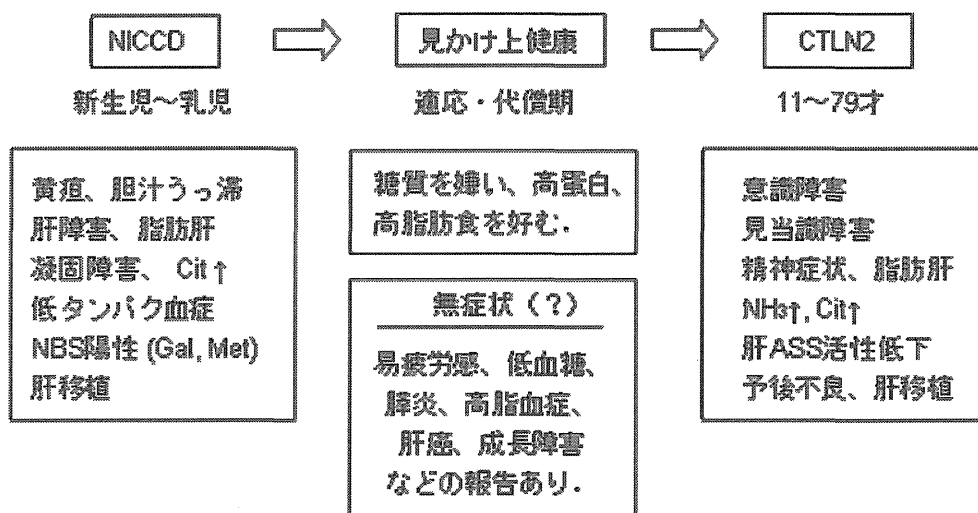 NICCD
見かけ上健康
CTLN2
新生児～乳児
適応・代償期
11～79才
黄疸、胆汁うっ滞
肝障害、脂肪肝
凝固障害、Cit↑
低タンパク血症
NBS陽性 (Gal, Met)
肝移植
糖質を嫌い、高蛋白、
高脂肪食を好む.
無症状（？）
易疲労感、低血糖、
膵炎、高脂血症、
肝癌、成長障害
などの報告あり.
意識障害
見当識障害
精神症状、脂肪肝
NH₃↑, Cit↑
肝ASS活性低下
予後不良、肝移植